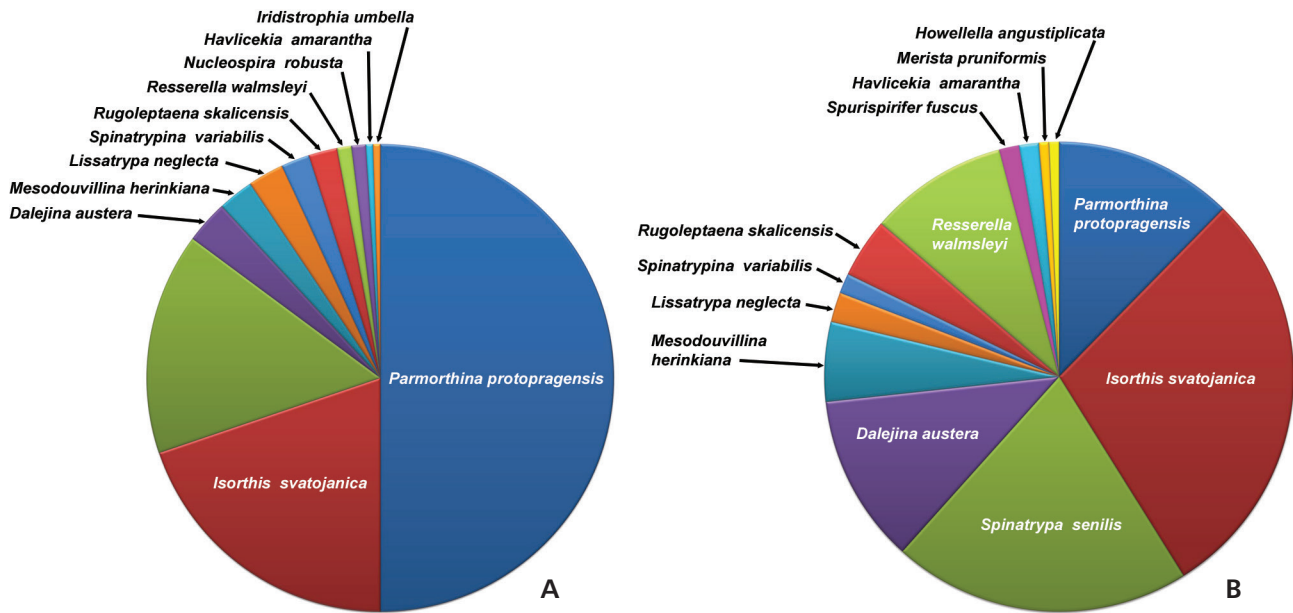 Iridistrophia umbella
Havlicekia amarantha
Nucleospira robusta
Resserella walmsleyi
Rugoleptaena skalicensis
Spinatrypina variabilis
Lissatrypa neglecta
Mesodouvillina herinkiana
Dalejina austera
Parmorthina protopragensis
Isorthis svatojanica
A
Howellella angustiplicata
Merista pruniformis
Havlicekia amarantha
Spurispirifer fuscus
Parmorthina
protopragensis
Resserella
walmsleyi
Rugoleptaena skalicensis
Spinatrypina variabilis
Lissatrypa neglecta
Mesodouvillina
herinkiana
Isorthis svatojanica
Dalejina austera
Spinatrypa senilis
B